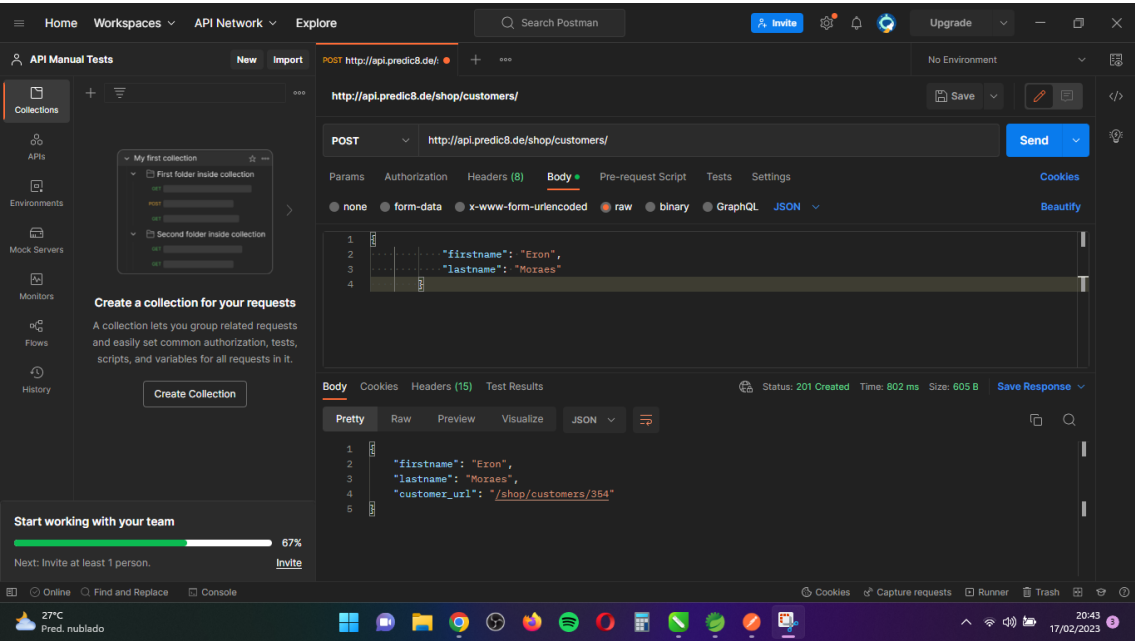 Home Workspaces API Network Explore Search Postman Invite Upgrade
API Manual Tests New Import POST http://api.predic8.de/s No Environment
Collections
APIs
Environments
Mock Servers
Monitors
Flows
History
My first collection
First folder inside collection
GET
POST
GET
Second folder inside collection
GET
GET
Create a collection for your requests
A collection lets you group related requests
and easily set common authorization, tests,
scripts, and variables for all requests in it.
Create Collection
Start working with your team
67%
Next: Invite at least 1 person. Invite
http://api.predic8.de/shop/customers/ Save
POST http://api.predic8.de/shop/customers/ Send
Params Authorization Headers (8) Body Pre-request Script Tests Settings Cookies
none form-data x-www-form-urlencoded raw binary GraphQL JSON Beautify
1 {
2 "firstname": "Eron",
3 "lastname": "Moraes"
4 }
Body Cookies Headers (15) Test Results Status: 201 Created Time: 802 ms Size: 605 B Save Response
Pretty Raw Preview Visualize JSON
1 {
2 "firstname": "Eron",
3 "lastname": "Moraes",
4 "customer_url": "/shop/customers/354"
5 }
Online Find and Replace Console Cookies Capture requests Runner Trash
27°C
Pred. nublado
20:43
17/02/2023
3